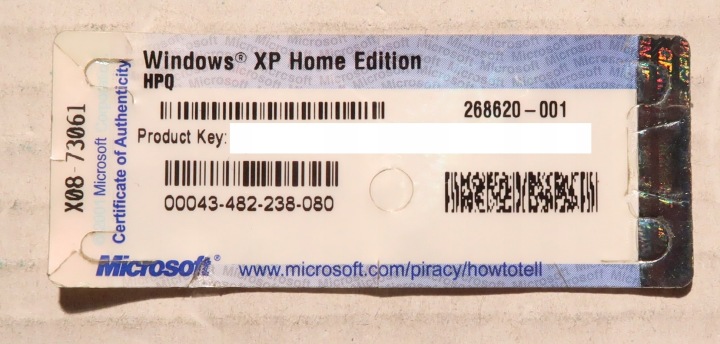 Windows® XP Home Edition
HPQ
268620-001
Product Key:
00043-482-238-080
X08-73061
Microsoft
Certificate of Authenticity
Microsoft®
www.microsoft.com/piracy/howtotell